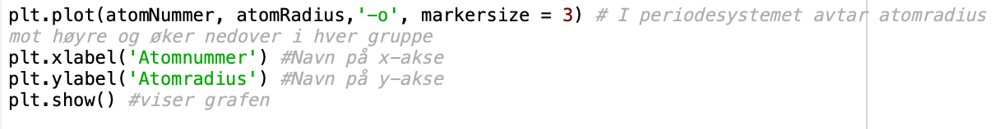 plt.plot(atomNummer, atomRadius,'-o', markersize = 3) # I periodesystemet avtar atomradius
mot høyre og øker nedover i hver gruppe
plt.xlabel('Atomnummer') #Navn på x-akse
plt.ylabel('Atomradius') #Navn på y-akse
plt.show() #viser grafen